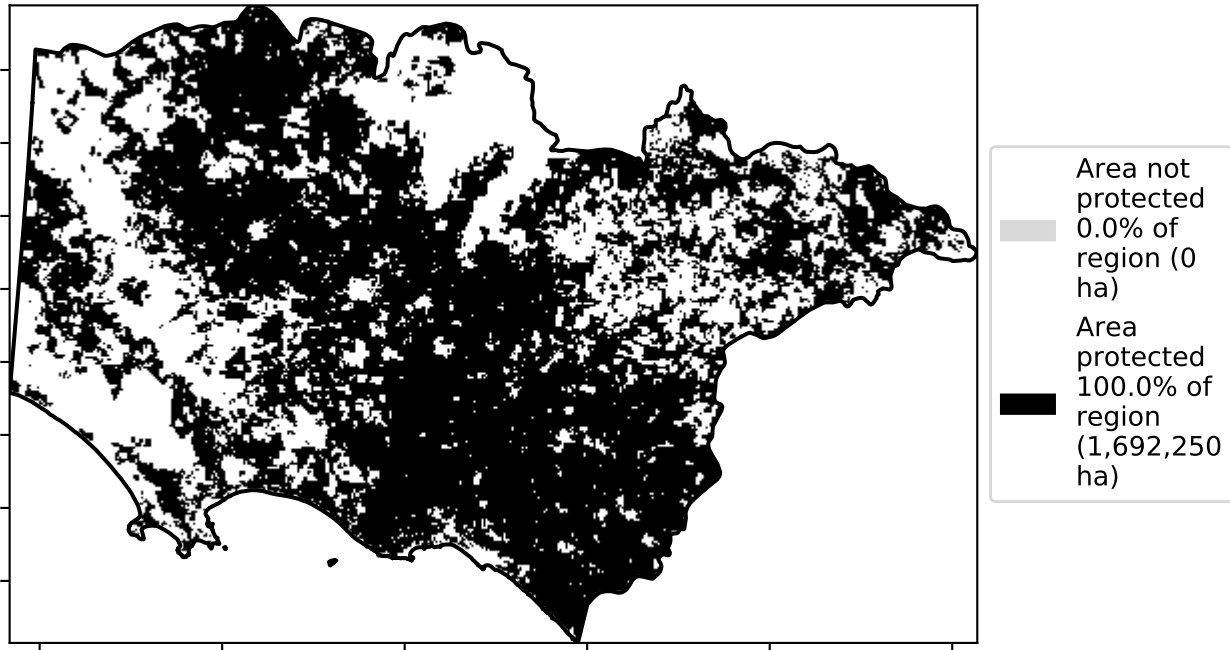 Area not
protected
0.0% of
region (0
ha)
Area
protected
100.0% of
region
(1,692,250
ha)